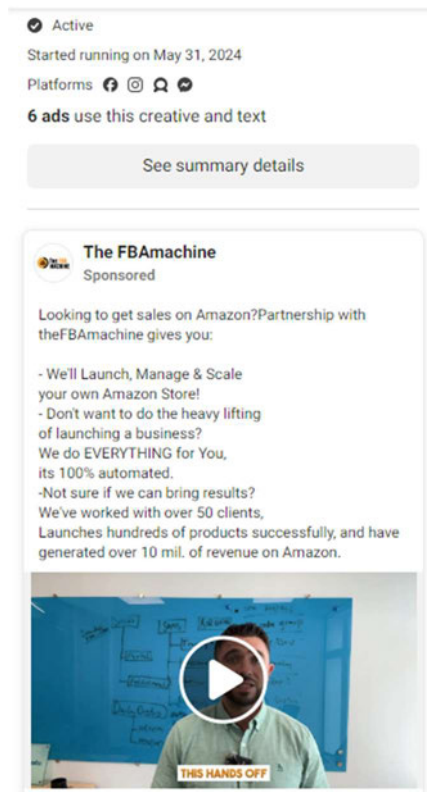 Active
Started running on May 31, 2024
Platforms
6 ads use this creative and text
See summary details
The FBAmachine
Sponsored
Looking to get sales on Amazon?Partnership with
theFBAmachine gives you:
- We'll Launch, Manage & Scale
your own Amazon Store!
- Don't want to do the heavy lifting
of launching a business?
We do EVERYTHING for You,
its 100% automated.
-Not sure if we can bring results?
We've worked with over 50 clients,
Launches hundreds of products successfully, and have
generated over 10 mil. of revenue on Amazon.
THIS HANDS OFF